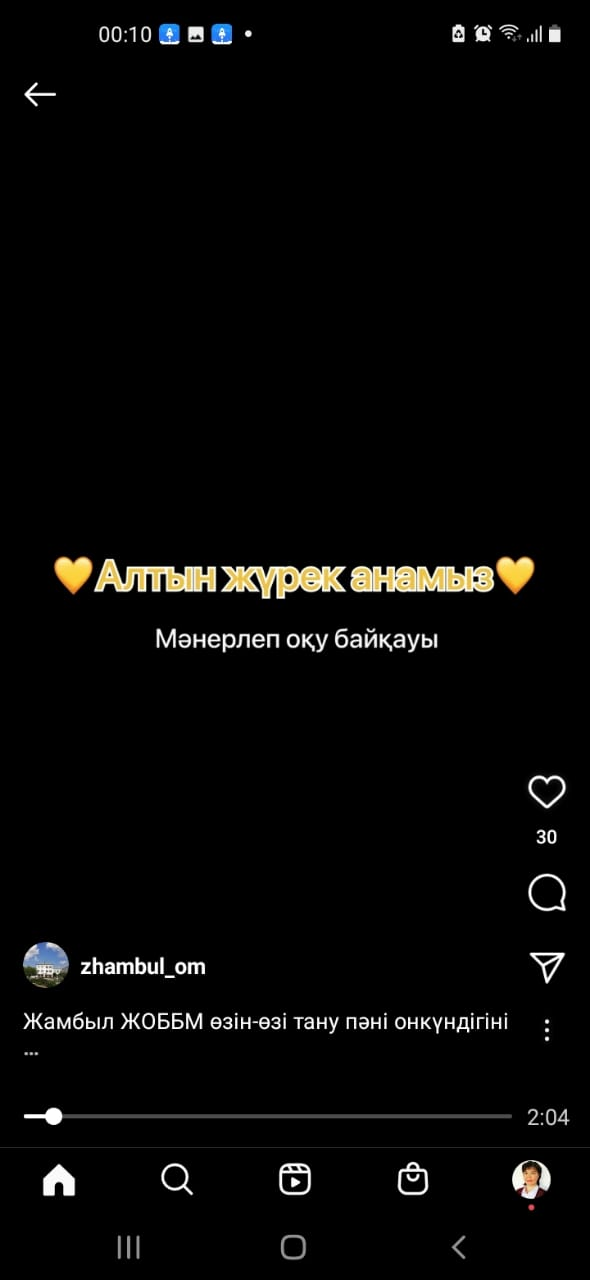 00:10
💛Алтын жүрек анамыз💛
Мәнерлеп оқу байқауы
30
zhambul_om
Жамбыл ЖОББМ өзін-өзі тану пәні онкүндігіні
...
2:04